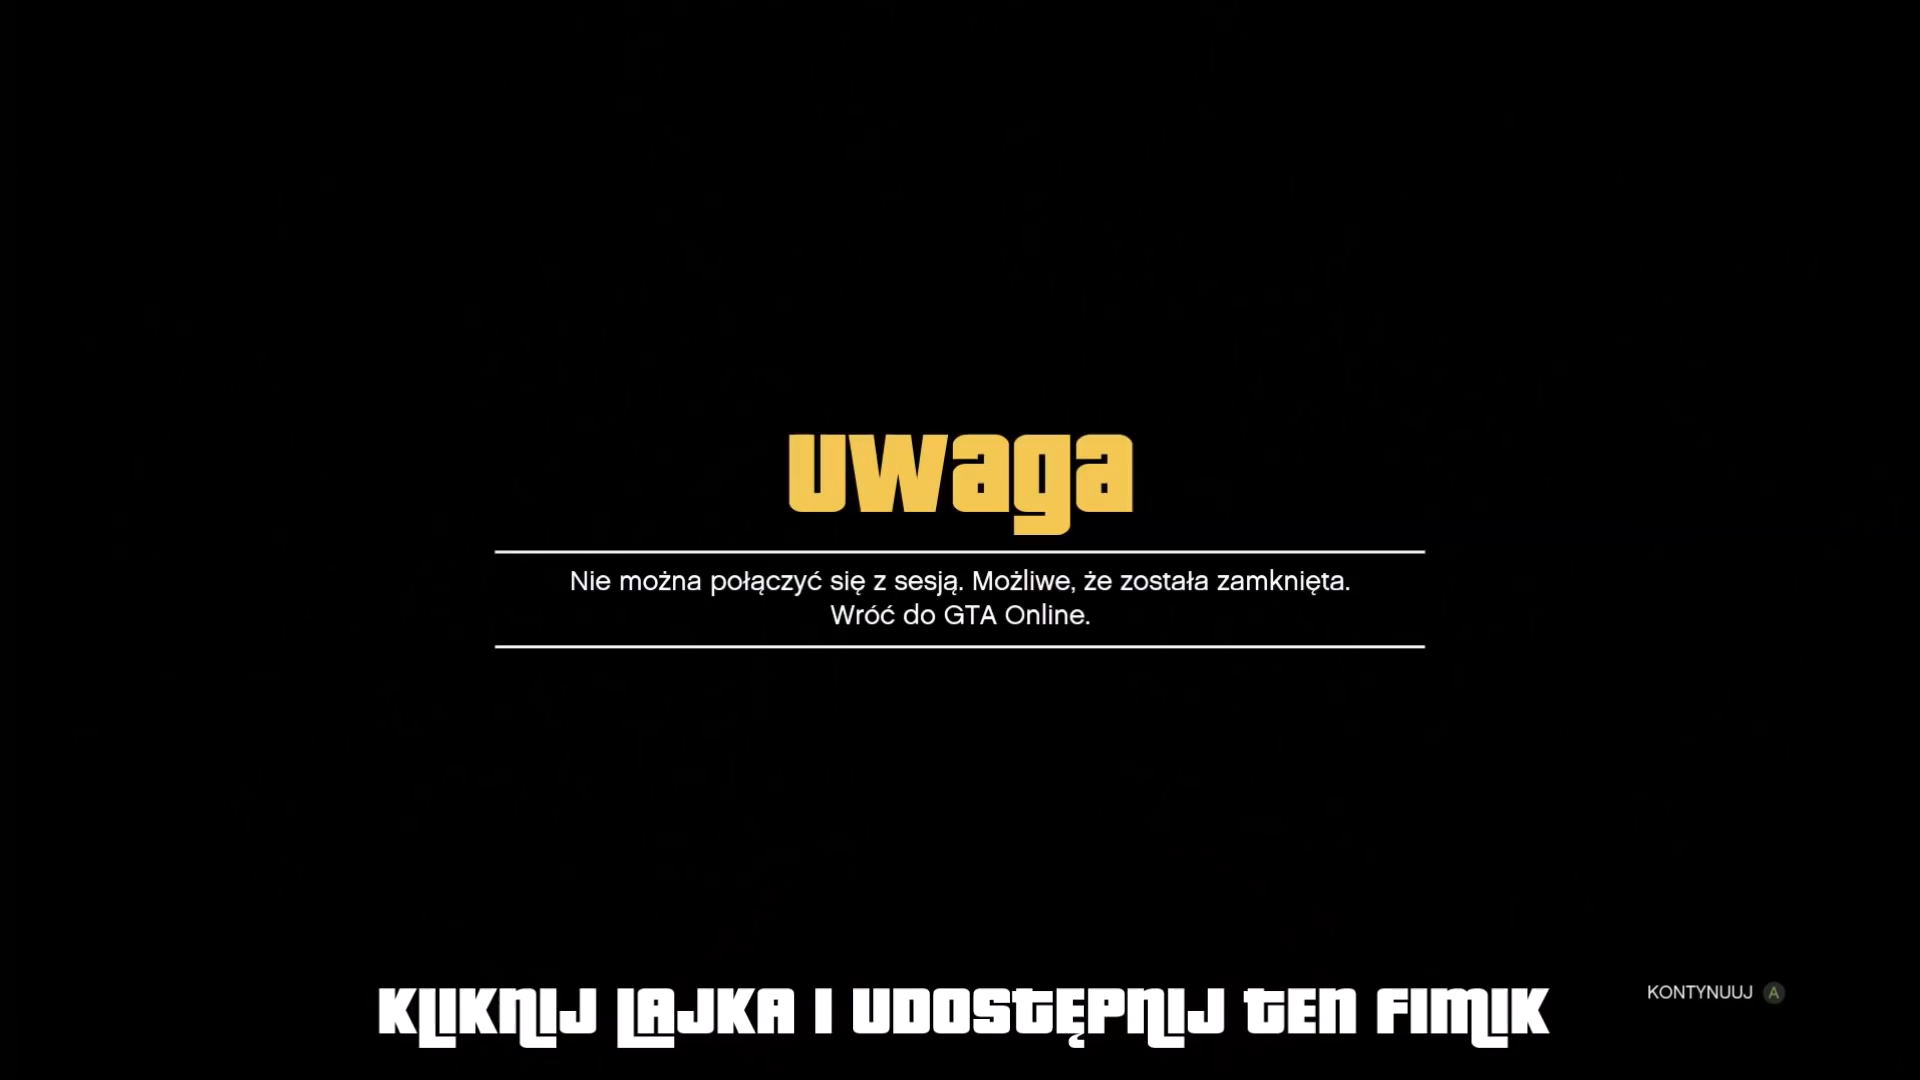 uwaga
Nie można połączyć się z sesją. Możliwe, że została zamknięta.
Wróć do GTA Online.
KONTYNUUJ A
KLIKNIJ LAJKA I UDOSTĘPNIJ TEN FIMIK